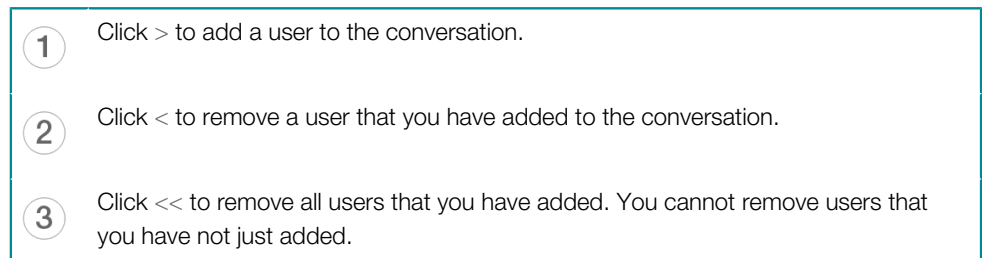 1 Click > to add a user to the conversation.
2 Click < to remove a user that you have added to the conversation.
3 Click << to remove all users that you have added. You cannot remove users that
you have not just added.